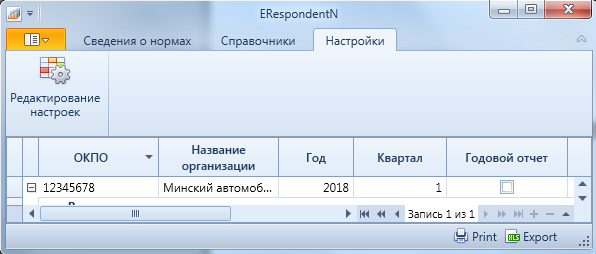 ERespondentN
Сведения о нормах Справочники Настройки
Редактирование
настроек
ОКПО Название организации Год Квартал Годовой отчет
12345678 Минский автомоб... 2018 1
Запись 1 из 1
Print XLS Export